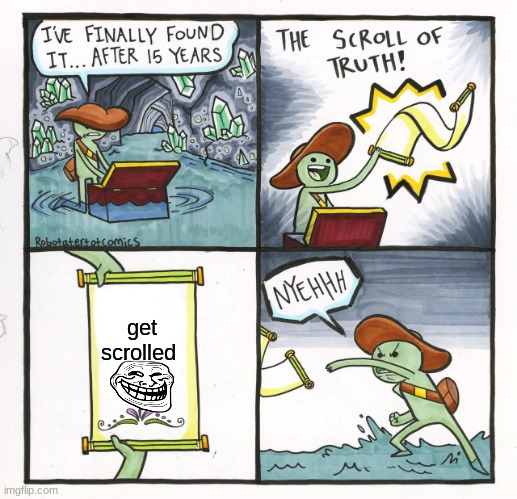 I'VE FINALLY FOUND
IT... AFTER 15 YEARS
Robotatertotcomics
THE SCROLL OF
TRUTH!
get
scrolled
NYEHHH
imgflip.com